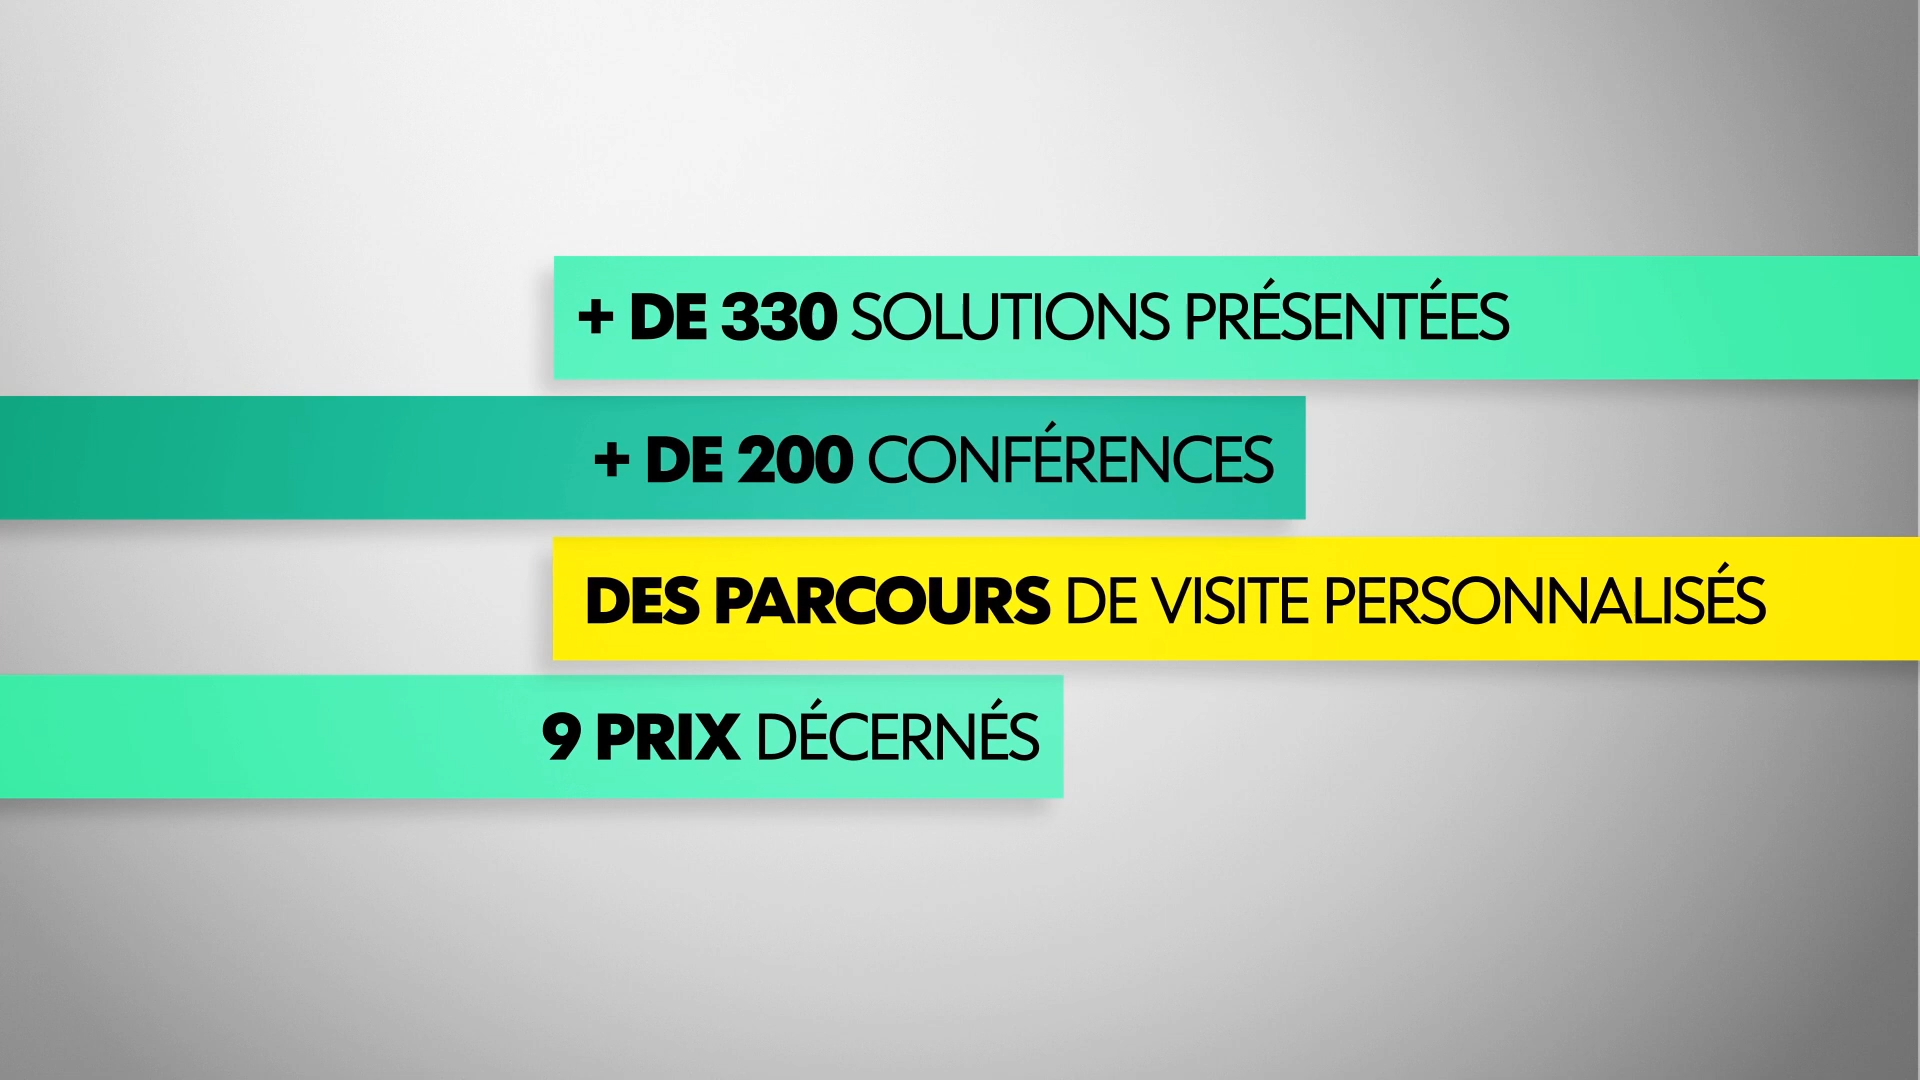 + DE 330 SOLUTIONS PRÉSENTÉES
+ DE 200 CONFÉRENCES
DES PARCOURS DE VISITE PERSONNALISÉS
9 PRIX DÉCERNÉS